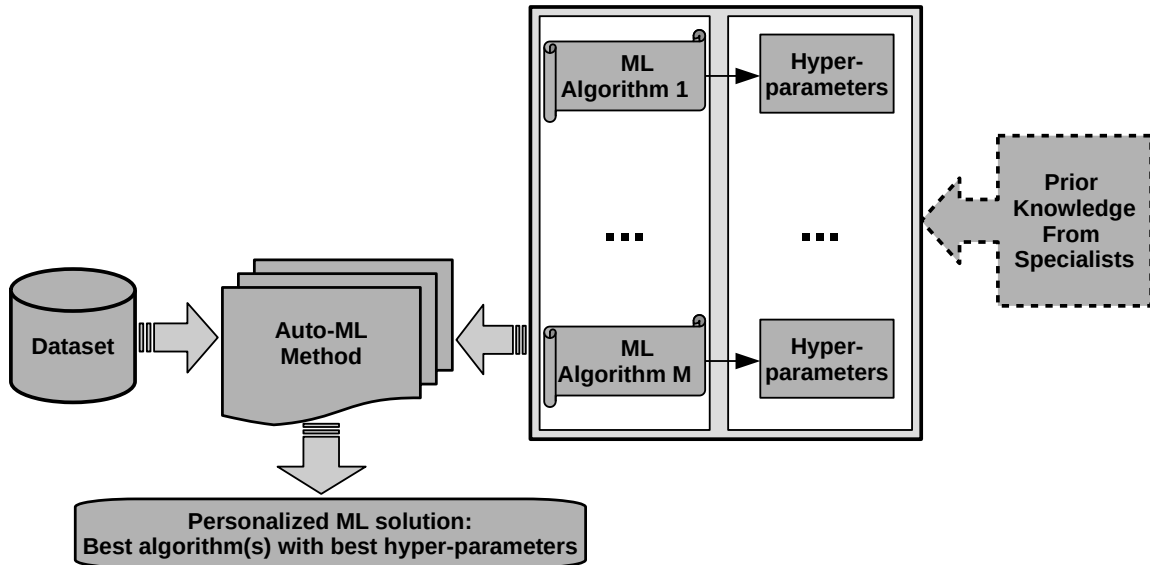 ML
Algorithm 1
Hyper-
parameters
Prior
Knowledge
From
Specialists
...
...
Dataset
Auto-ML
Method
ML
Algorithm M
Hyper-
parameters
Personalized ML solution:
Best algorithm(s) with best hyper-parameters